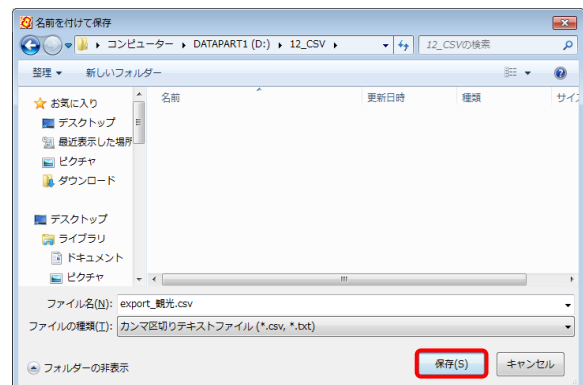 名前を付けて保存
コンピューター ▸ DATAPART1 (D:) ▸ 12_CSV ▸
12_CSVの検索
整理 ▼ 新しいフォルダー
お気に入り
デスクトップ
最近表示した場所
ピクチャ
ダウンロード
デスクトップ
ライブラリ
ドキュメント
ピクチャ
名前 更新日時 種類 サイズ
ファイル名(N): export_観光.csv
ファイルの種類(T): カンマ区切りテキストファイル (*.csv, *.txt)
フォルダーの非表示
保存(S) キャンセル